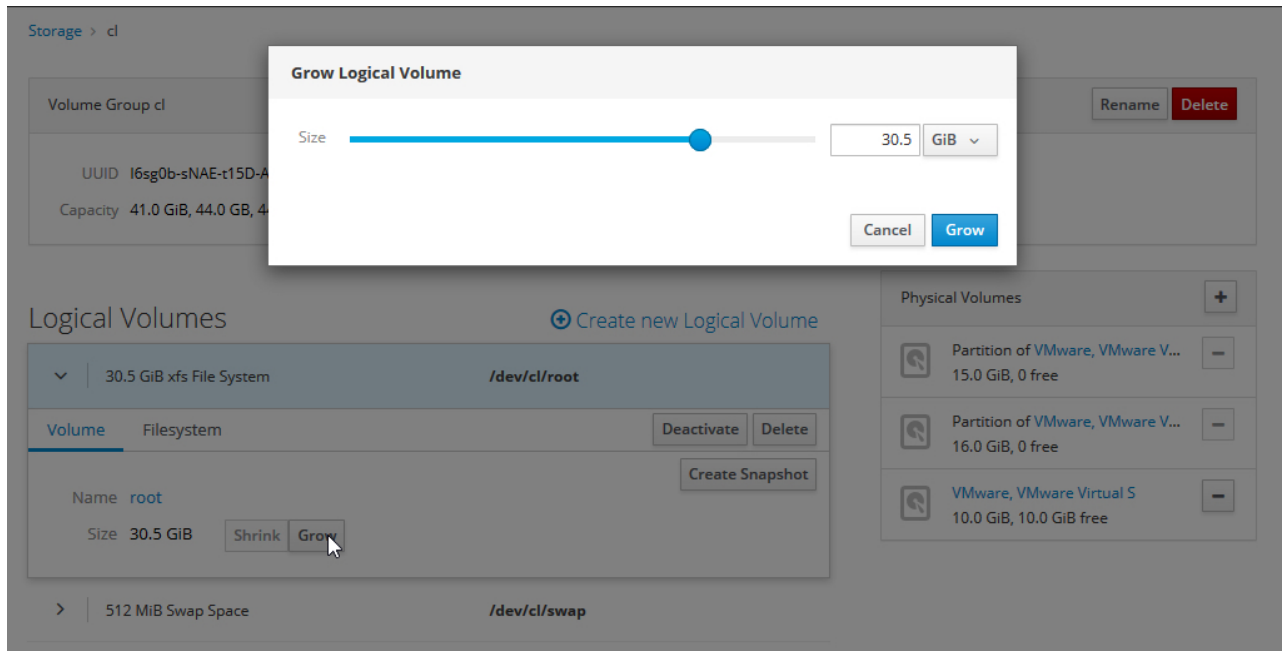 Storage > cl
Grow Logical Volume
Size 30.5 GiB
Cancel Grow
Volume Group cl Rename Delete
UUID l6sg0b-sNAE-t15D-A
Capacity 41.0 GiB, 44.0 GB, 44
Logical Volumes Create new Logical Volume
30.5 GiB xfs File System /dev/cl/root
Volume Filesystem Deactivate Delete
Create Snapshot
Name root
Size 30.5 GiB Shrink Grow
512 MiB Swap Space /dev/cl/swap
Physical Volumes
Partition of VMware, VMware V...
15.0 GiB, 0 free
Partition of VMware, VMware V...
16.0 GiB, 0 free
VMware, VMware Virtual S
10.0 GiB, 10.0 GiB free